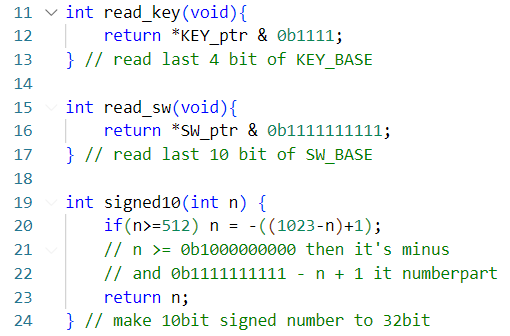 11 int read_key(void){
12     return *KEY_ptr & 0b1111;
13 } // read last 4 bit of KEY_BASE
14
15 int read_sw(void){
16     return *SW_ptr & 0b1111111111;
17 } // read last 10 bit of SW_BASE
18
19 int signed10(int n) {
20     if(n>=512) n = -((1023-n)+1);
21     // n >= 0b1000000000 then it's minus
22     // and 0b1111111111 - n + 1 it numberpart
23     return n;
24 } // make 10bit signed number to 32bit